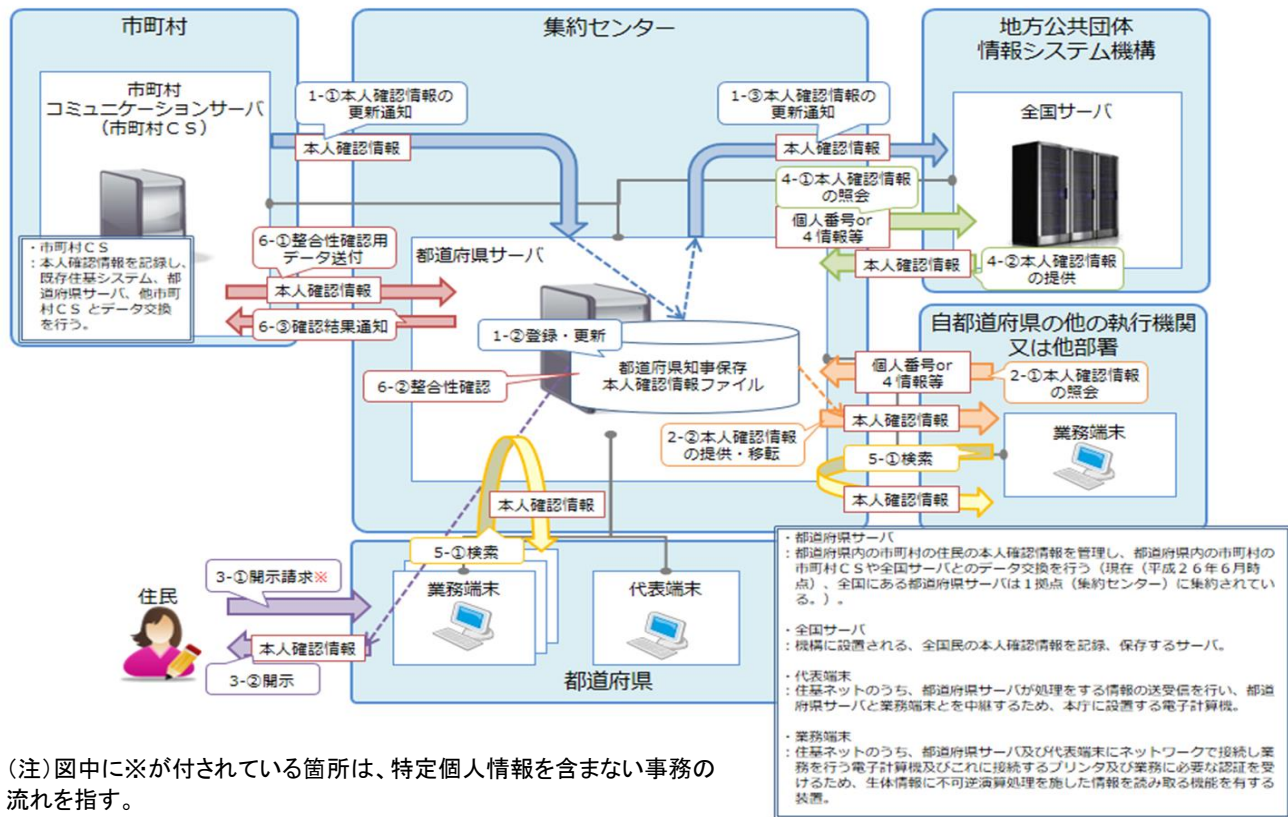 市町村
市町村
コミュニケーションサーバ
(市町村CS)
・市町村CS
:本人確認情報を記録し、
既存住基システム、都
道府県サーバ、他市町
村CS とデータ交換
を行う。
集約センター
1-①本人確認情報の
更新通知
本人確認情報
1-③本人確認情報の
更新通知
本人確認情報
6-①整合性確認用
データ送付
本人確認情報
6-③確認結果通知
都道府県サーバ
1-②登録・更新
6-②整合性確認
都道府県知事保存
本人確認情報ファイル
地方公共団体
情報システム機構
全国サーバ
4-①本人確認情報
の照会
個人番号or
4情報等
本人確認情報
4-②本人確認情報
の提供
自都道府県の他の執行機関
又は他部署
個人番号or
4情報等
2-①本人確認情報
の照会
本人確認情報
2-②本人確認情報
の提供・移転
業務端末
5-①検索
本人確認情報
本人確認情報
5-①検索
業務端末
代表端末
都道府県
住民
3-①開示請求※
本人確認情報
3-②開示
・都道府県サーバ
:都道府県内の市町村の住民の本人確認情報を管理し、都道府県内の市町村の
市町村CSや全国サーバとのデータ交換を行う(現在(平成26年6月時
点)、全国にある都道府県サーバは1拠点(集約センター)に集約されてい
る。)。
・全国サーバ
:機構に設置される、全国民の本人確認情報を記録、保存するサーバ。
・代表端末
:住基ネットのうち、都道府県サーバが処理をする情報の送受信を行い、都道
府県サーバと業務端末とを中継するため、本庁に設置する電子計算機。
・業務端末
:住基ネットのうち、都道府県サーバ及び代表端末にネットワークで接続し業
務を行う電子計算機及びこれに接続するプリンタ及び業務に必要な認証を受
けるため、生体情報に不可逆演算処理を施した情報を読み取る機能を有する
装置。
(注)図中に※が付されている箇所は、特定個人情報を含まない事務の
流れを指す。